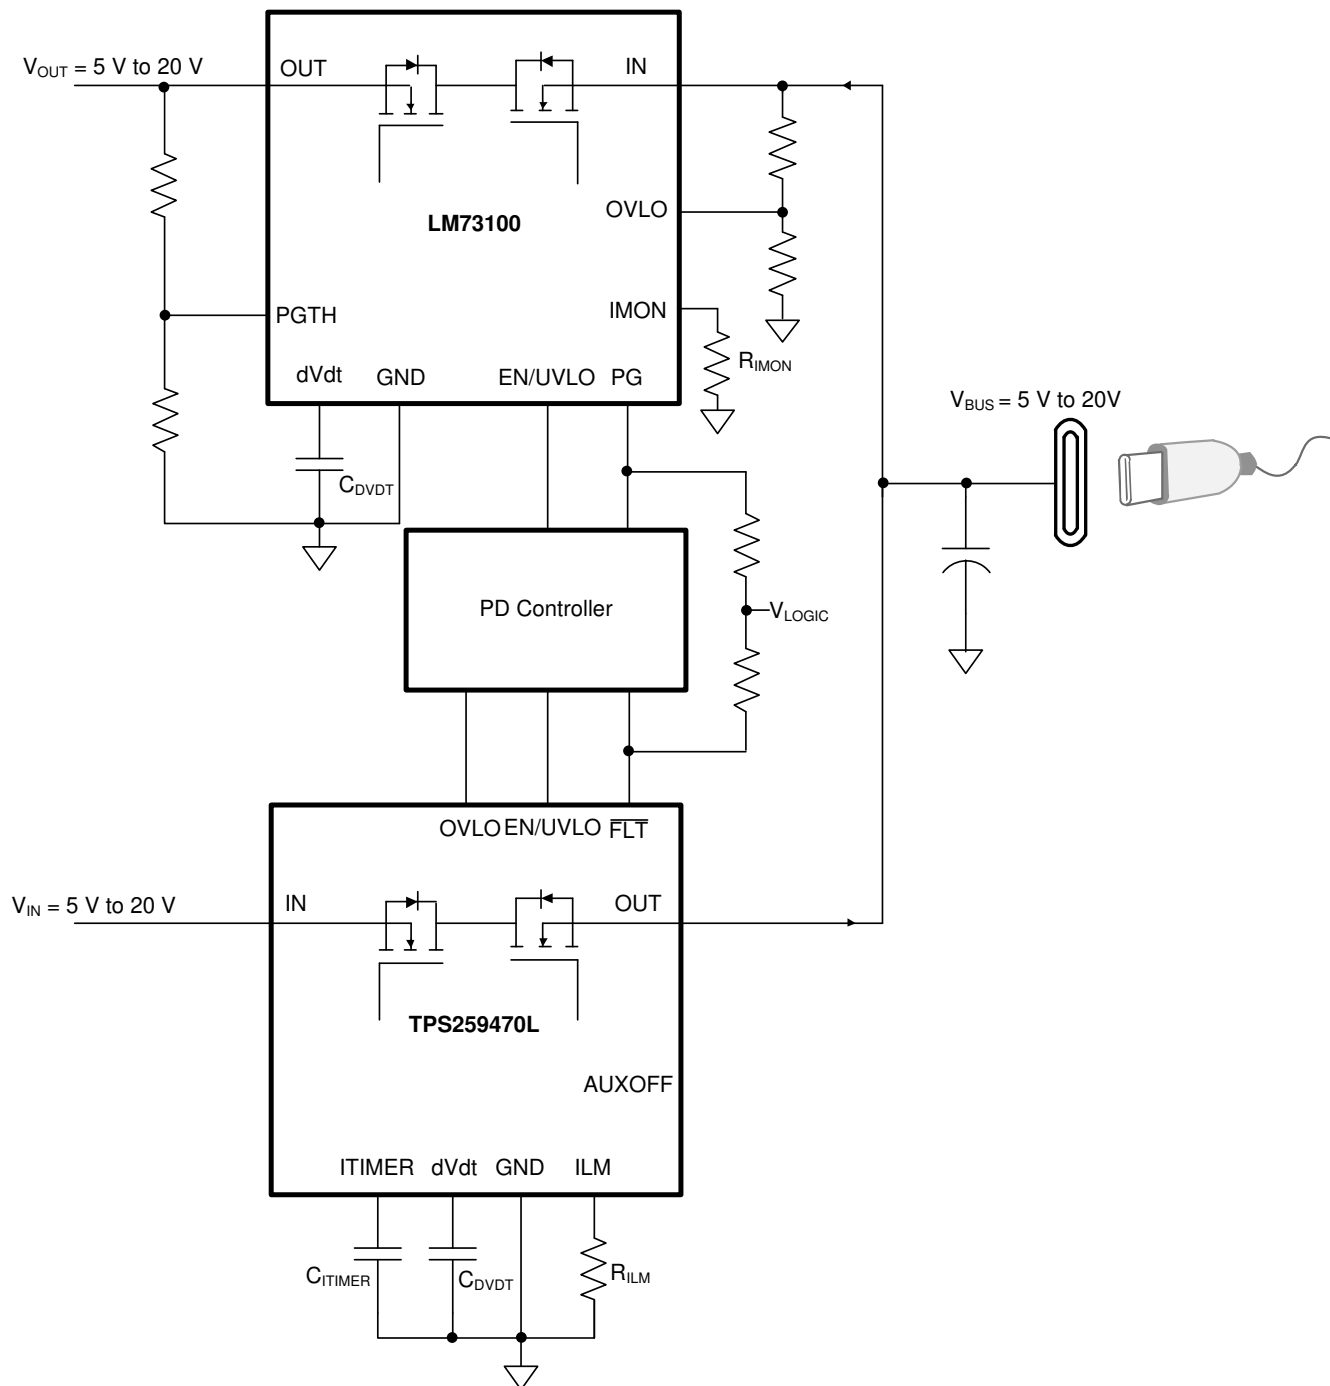 V_OUT = 5 V to 20 V
OUT
IN
OVLO
LM73100
PGTH
IMON
R_IMON
dVdt
GND
EN/UVLO
PG
C_DVDT
V_BUS = 5 V to 20V
PD Controller
V_LOGIC
OVLO
EN/UVLO
FLT
V_IN = 5 V to 20 V
IN
OUT
TPS259470L
AUXOFF
ITIMER
dVdt
GND
ILM
C_ITIMER
C_DVDT
R_ILM